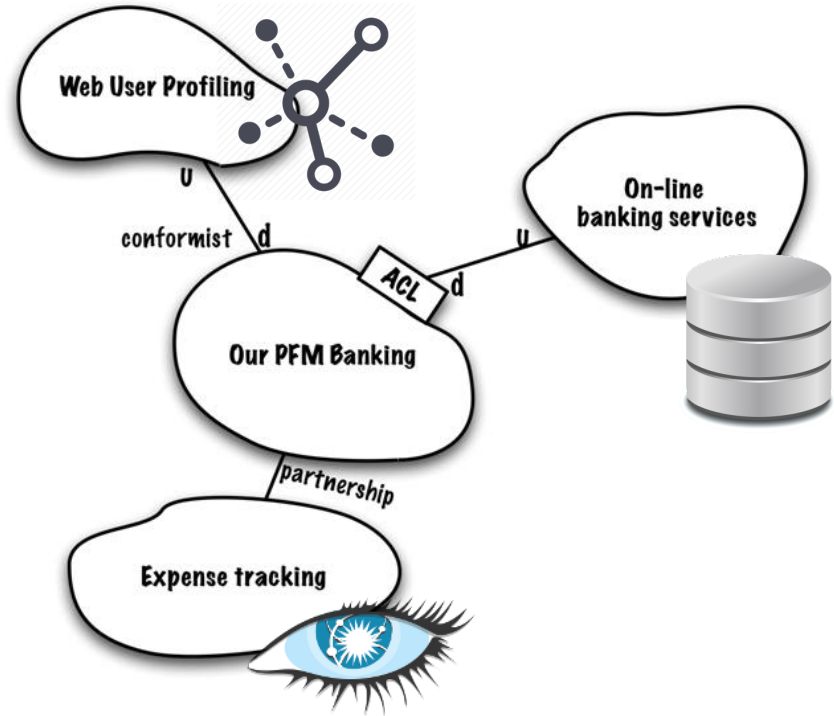 Web User Profiling
On-line
banking services
u
u
conformist
d
ACL
d
Our PFM Banking
partnership
Expense tracking